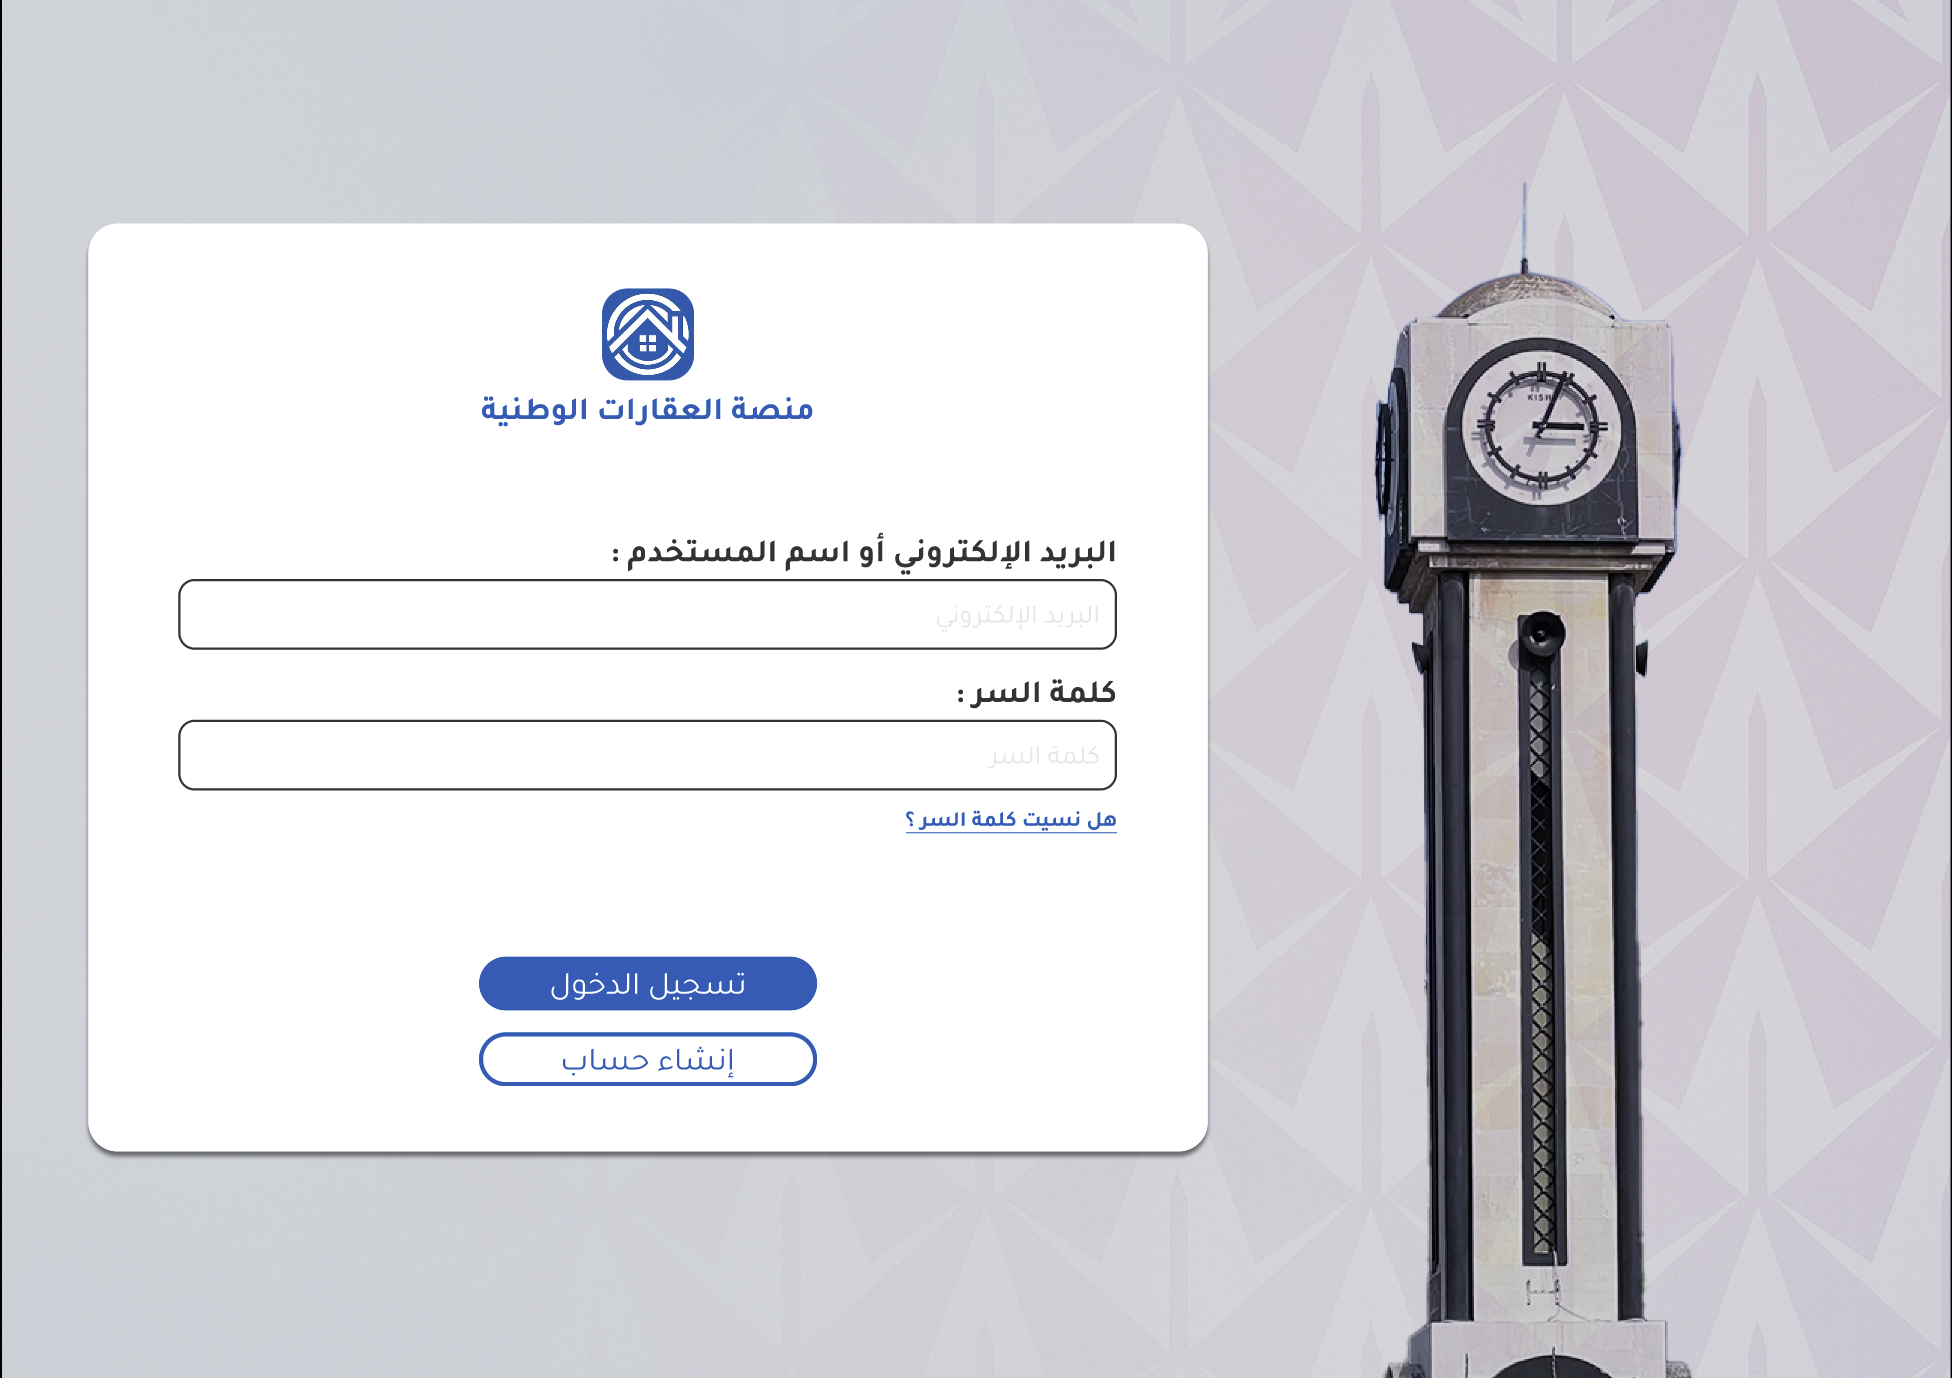 منصة العقارات الوطنية
KISH
البريد الإلكتروني أو اسم المستخدم :
البريد الإلكتروني
كلمة السر :
كلمة السر
هل نسيت كلمة السر ؟
تسجيل الدخول
إنشاء حساب